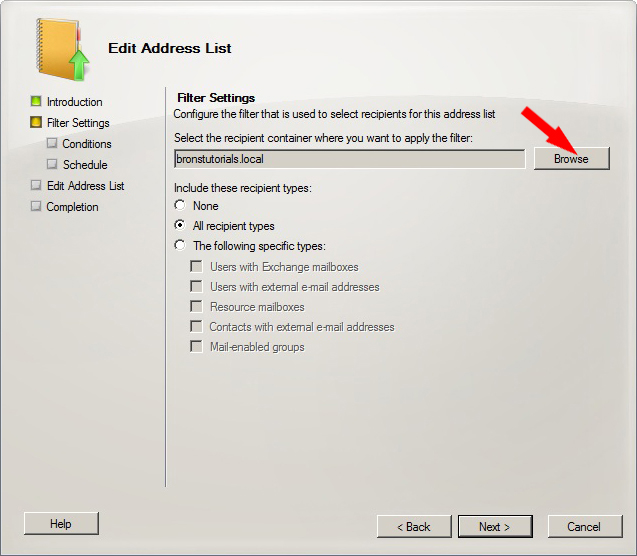 Edit Address List
Introduction
Filter Settings
Conditions
Schedule
Edit Address List
Completion
Filter Settings
Configure the filter that is used to select recipients for this address list
Select the recipient container where you want to apply the filter:
bronstutorials.local
Browse
Include these recipient types:
None
All recipient types
The following specific types:
Users with Exchange mailboxes
Users with external e-mail addresses
Resource mailboxes
Contacts with external e-mail addresses
Mail-enabled groups
Help
< Back
Next >
Cancel